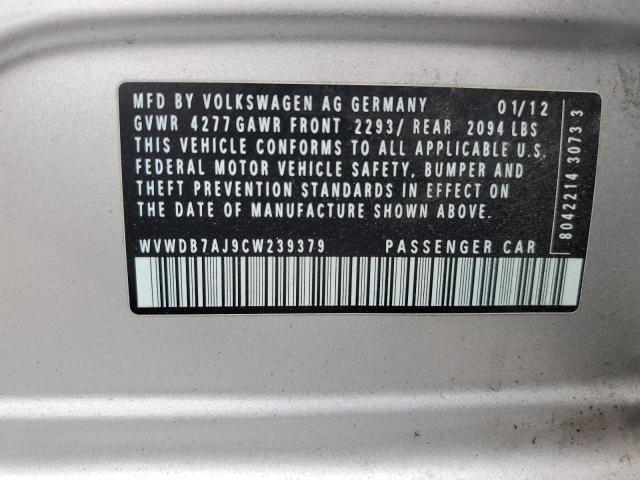 MFD BY VOLKSWAGEN AG GERMANY 01/12
GVWR 4277 GAWR FRONT 2293/ REAR 2094 LBS
THIS VEHICLE CONFORMS TO ALL APPLICABLE U.S.
FEDERAL MOTOR VEHICLE SAFETY, BUMPER AND
THEFT PREVENTION STANDARDS IN EFFECT ON
THE DATE OF MANUFACTURE SHOWN ABOVE.
WVWDB7AJ9CW239379 PASSENGER CAR
8042214 3073 3